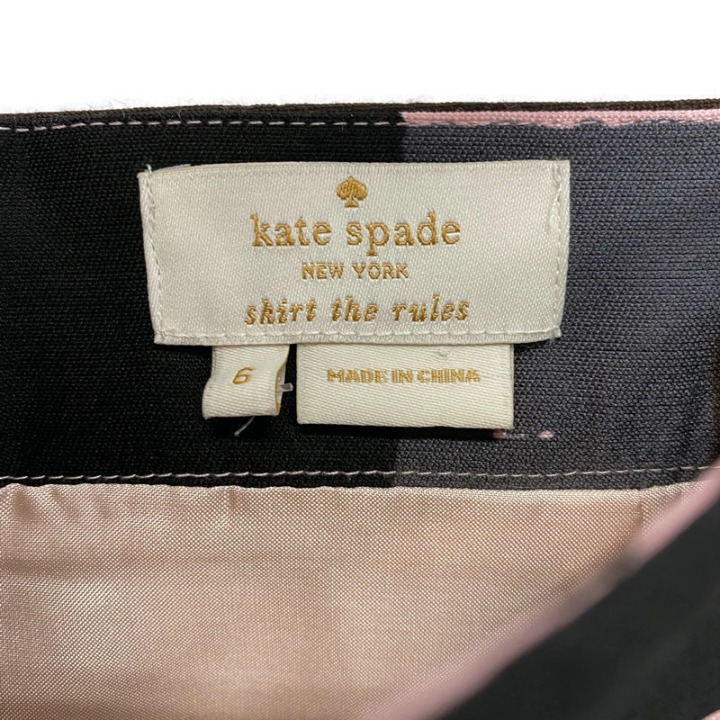 kate spade
NEW YORK
skirt the rules
6
MADE IN CHINA